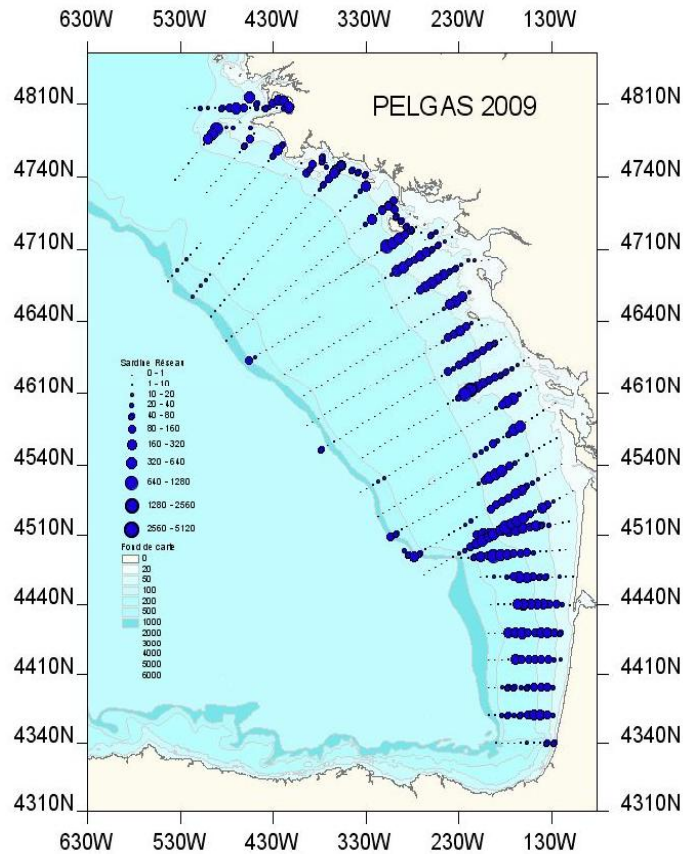 630W 530W 430W 330W 230W 130W
PELGAS 2009
4810N 4810N
4740N 4740N
4710N 4710N
4640N 4640N
4610N 4610N
4540N 4540N
4510N 4510N
4440N 4440N
4410N 4410N
4340N 4340N
4310N 4310N
Sardine Réseau
0 - 1
1 - 10
10 - 20
20 - 40
40 - 80
80 - 160
160 - 320
320 - 640
640 - 1280
1280 - 2560
2560 - 5120
Fond de carte
0
20
50
100
200
500
1000
2000
3000
4000
5000
6000
630W 530W 430W 330W 230W 130W